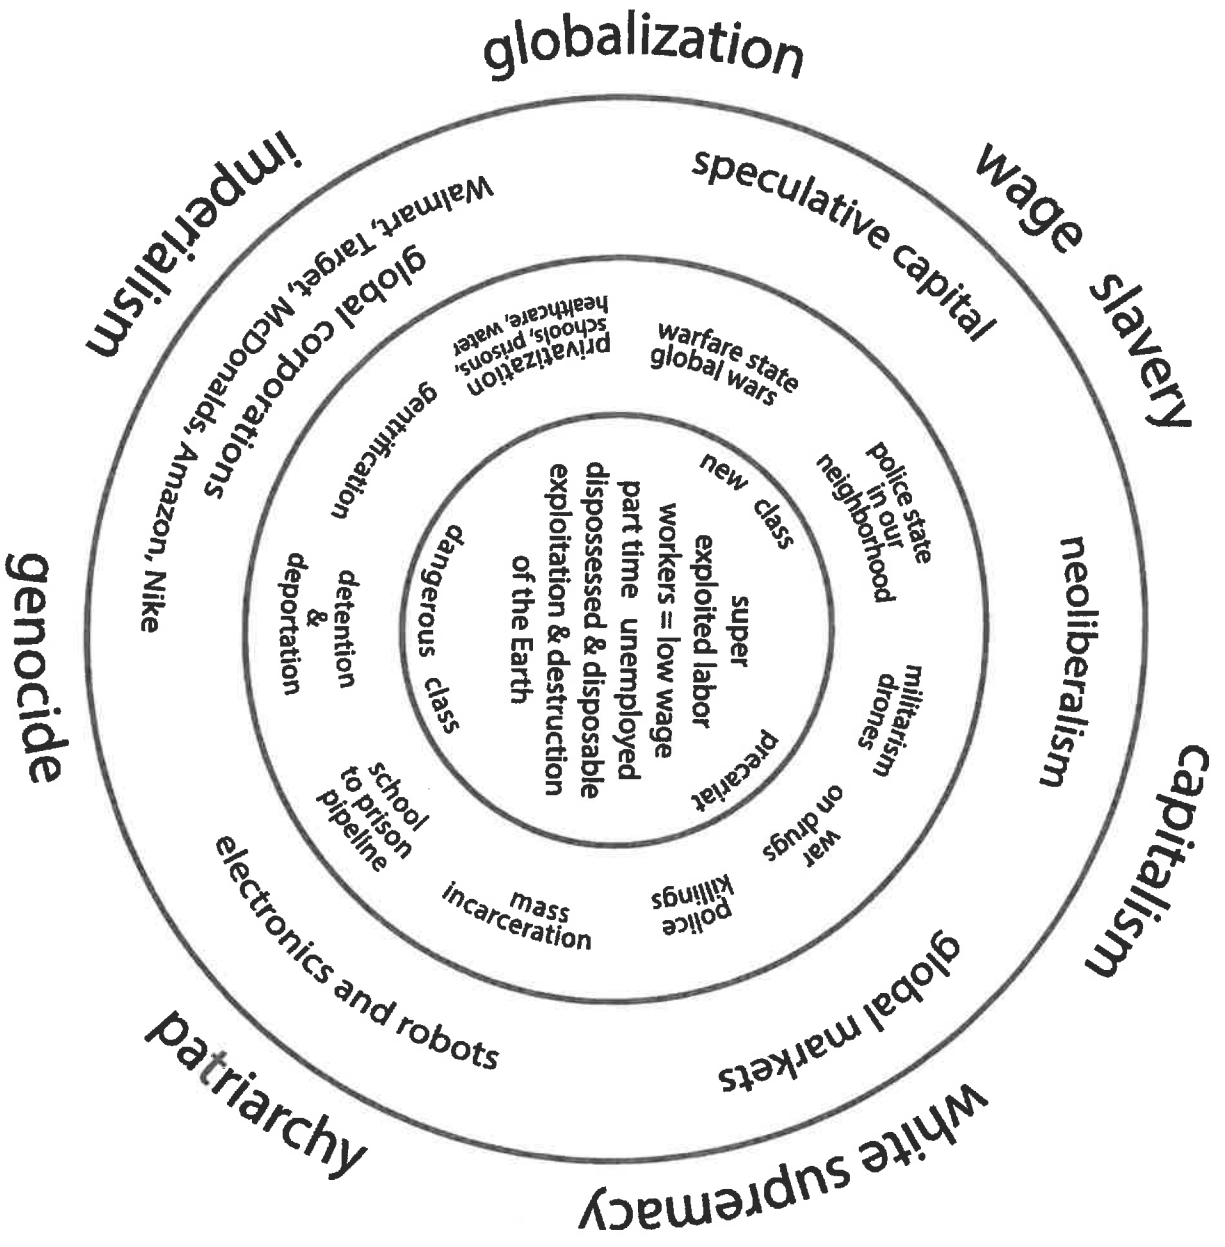 globalization
wage slavery
capitalism
white supremacy
patriarchy
genocide
imperialism
speculative capital
neoliberalism
global markets
electronics and robots
Walmart, Target, McDonalds, Amazon, Nike
global corporations
warfare state
global wars
police state
in our
neighborhood
militarism
drones
war
on drugs
police
killings
mass
incarceration
school
to prison
pipeline
detention
&
deportation
gentrification
privatization
schools, prisons,
healthcare, water
new class
precariat
dangerous class
super
exploited labor
workers = low wage
part time unemployed
dispossessed & disposable
exploitation & destruction
of the Earth